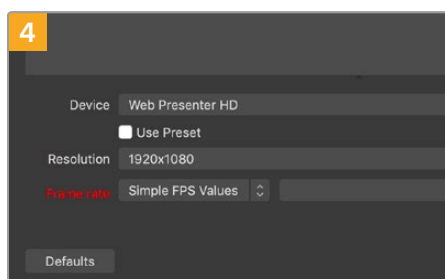 4
Device Web Presenter HD
Use Preset
Resolution 1920x1080
Frame rate Simple FPS Values
Defaults